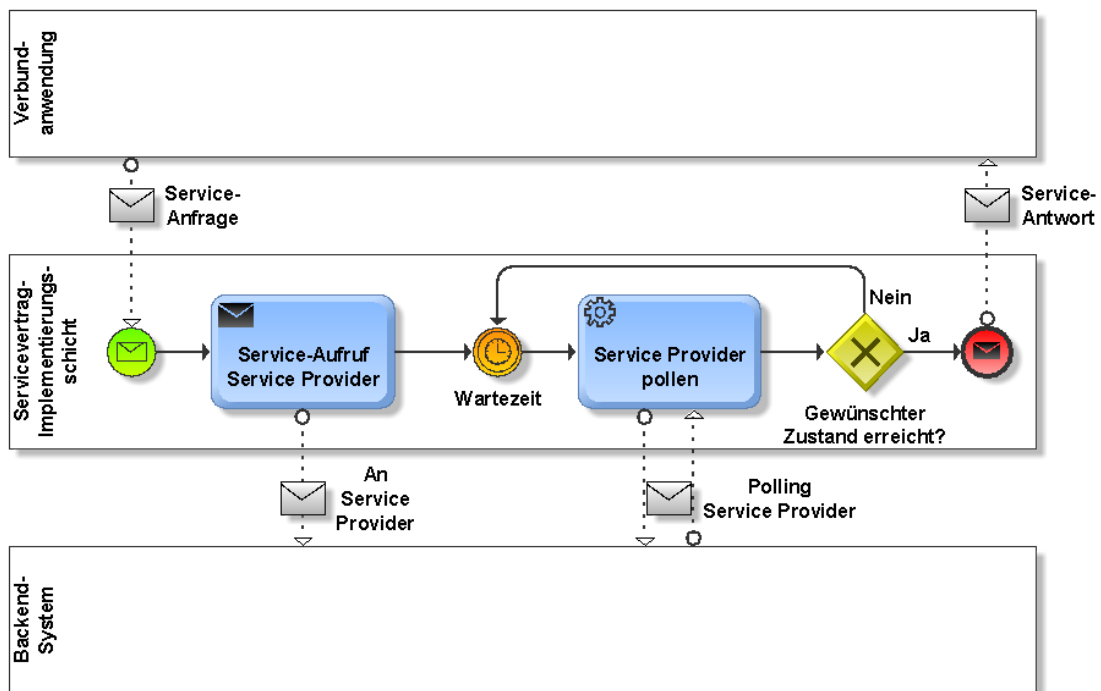 Verbund-
anwendung
Service-
Anfrage
Service-
Antwort
Servicevertrag-
Implementierungs-
schicht
Service-Aufruf
Service Provider
Wartezeit
Service Provider
pollen
Nein
Ja
Gewünschter
Zustand erreicht?
An
Service
Provider
Polling
Service Provider
Backend-
System